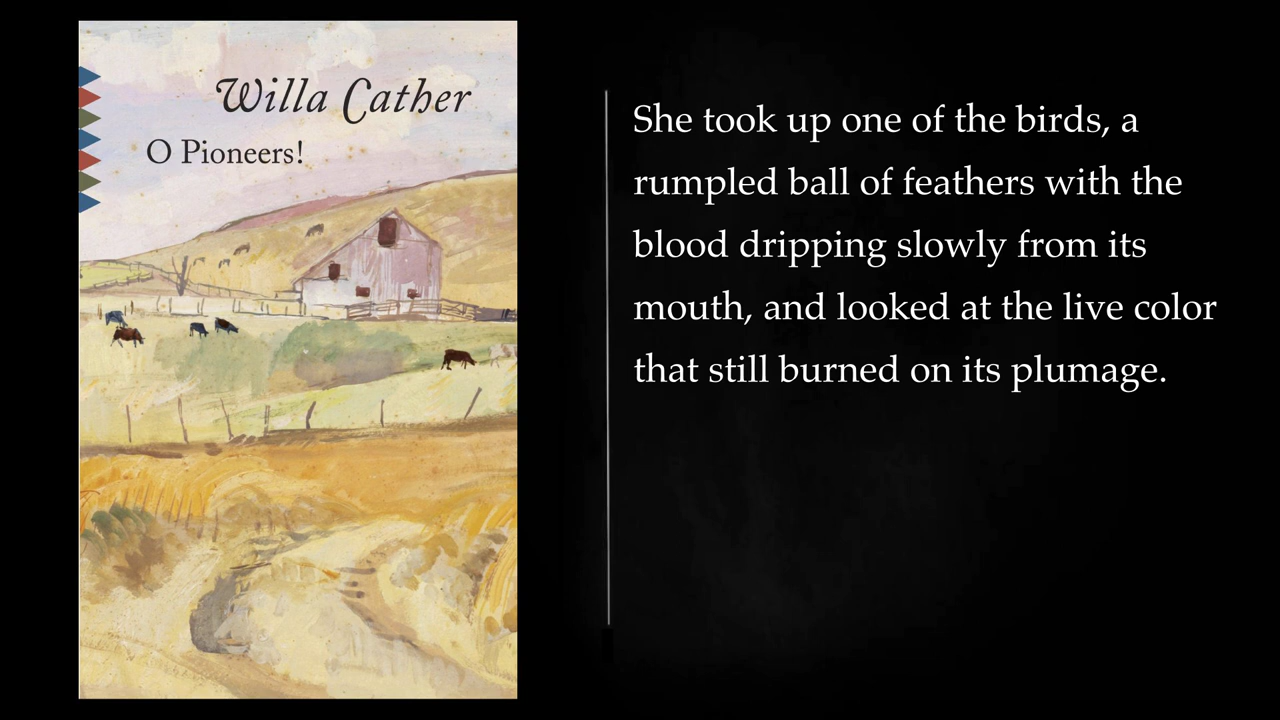 Willa Cather
O Pioneers!
She took up one of the birds, a
rumpled ball of feathers with the
blood dripping slowly from its
mouth, and looked at the live color
that still burned on its plumage.